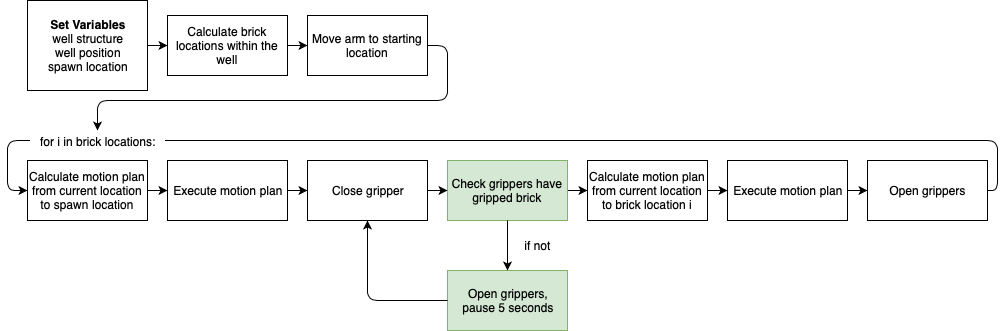 Set Variables
well structure
well position
spawn location
Calculate brick
locations within the
well
Move arm to starting
location
for i in brick locations:
Calculate motion plan
from current location
to spawn location
Execute motion plan
Close gripper
Check grippers have
gripped brick
Calculate motion plan
from current location
to brick location i
Execute motion plan
Open grippers
if not
Open grippers,
pause 5 seconds